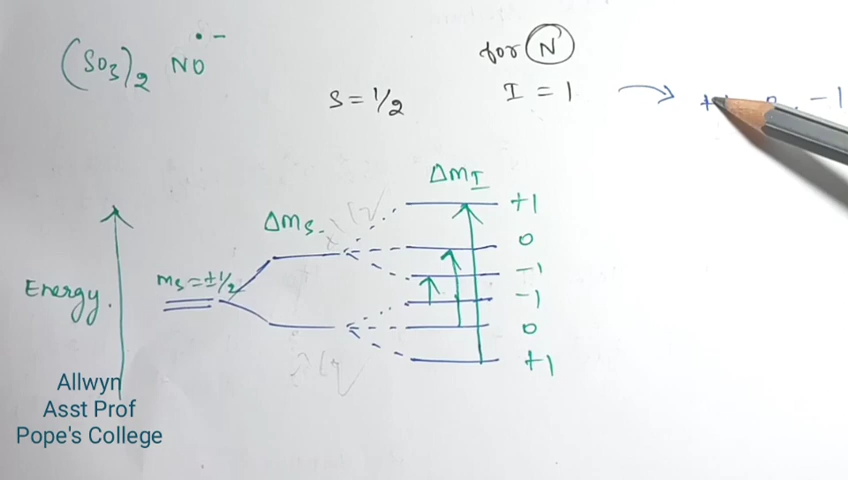 (SO3)2 NO•−
for N
S = 1/2
I = 1
0, -1
ΔmI
+1
Δms
0
ms = ±1/2
-1
Energy.
-1
0
+1
Allwyn
Asst Prof
Pope's College